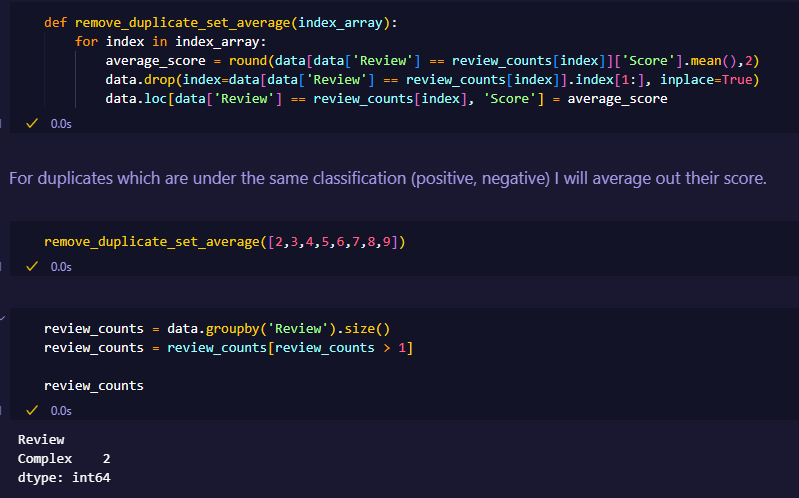 def remove_duplicate_set_average(index_array):
    for index in index_array:
        average_score = round(data[data['Review'] == review_counts[index]]['Score'].mean(),2)
        data.drop(index=data[data['Review'] == review_counts[index]].index[1:], inplace=True)
        data.loc[data['Review'] == review_counts[index], 'Score'] = average_score
0.0s
For duplicates which are under the same classification (positive, negative) I will average out their score.
remove_duplicate_set_average([2,3,4,5,6,7,8,9])
0.0s
review_counts = data.groupby('Review').size()
review_counts = review_counts[review_counts > 1]
review_counts
0.0s
Review
Complex    2
dtype: int64